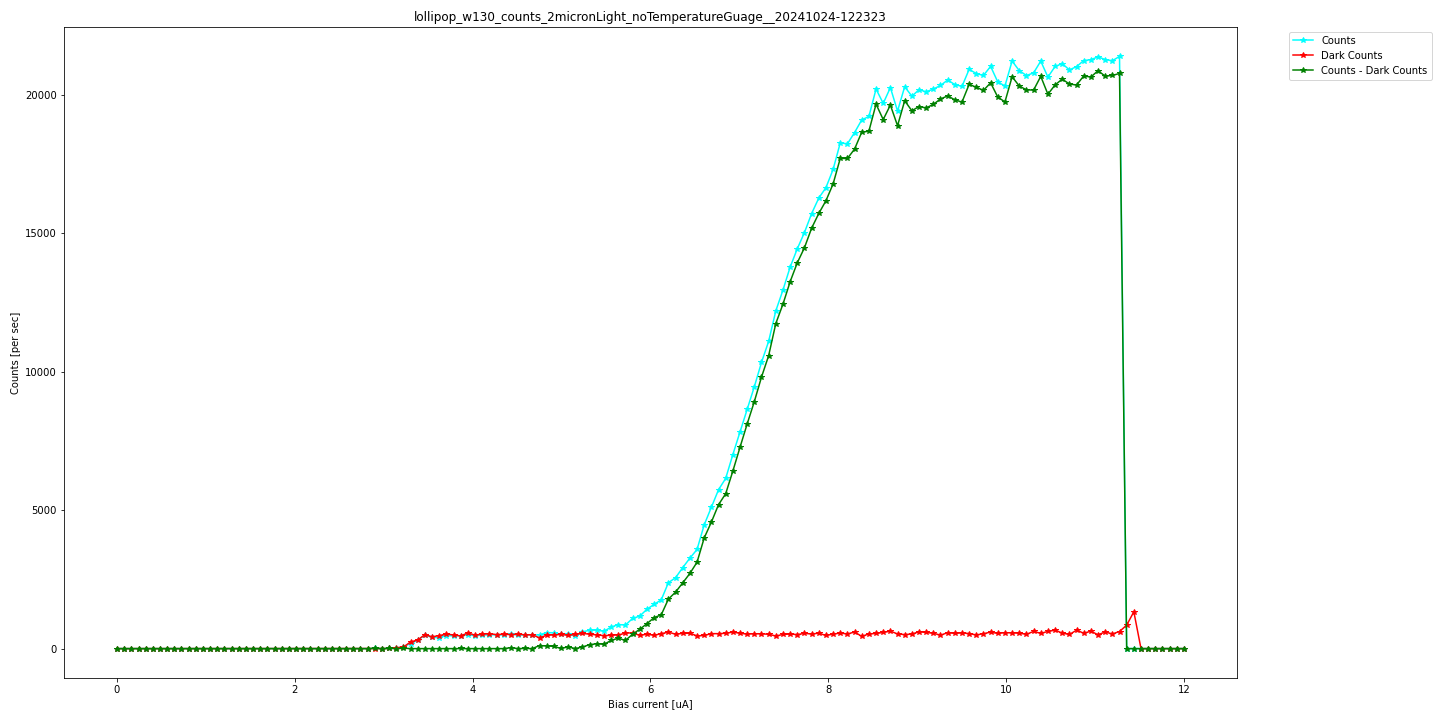 lollipop_w130_counts_2micronLight_noTemperatureGuage__20241024-122323
Counts
Dark Counts
Counts - Dark Counts
Counts [per sec]
20000
15000
10000
5000
0
0 2 4 6 8 10 12
Bias current [uA]